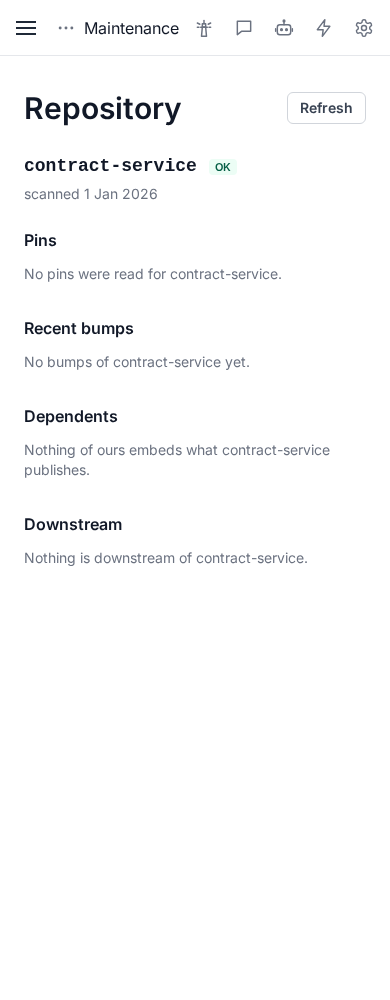 Maintenance
Repository
Refresh
contract-service OK
scanned 1 Jan 2026
Pins
No pins were read for contract-service.
Recent bumps
No bumps of contract-service yet.
Dependents
Nothing of ours embeds what contract-service
publishes.
Downstream
Nothing is downstream of contract-service.